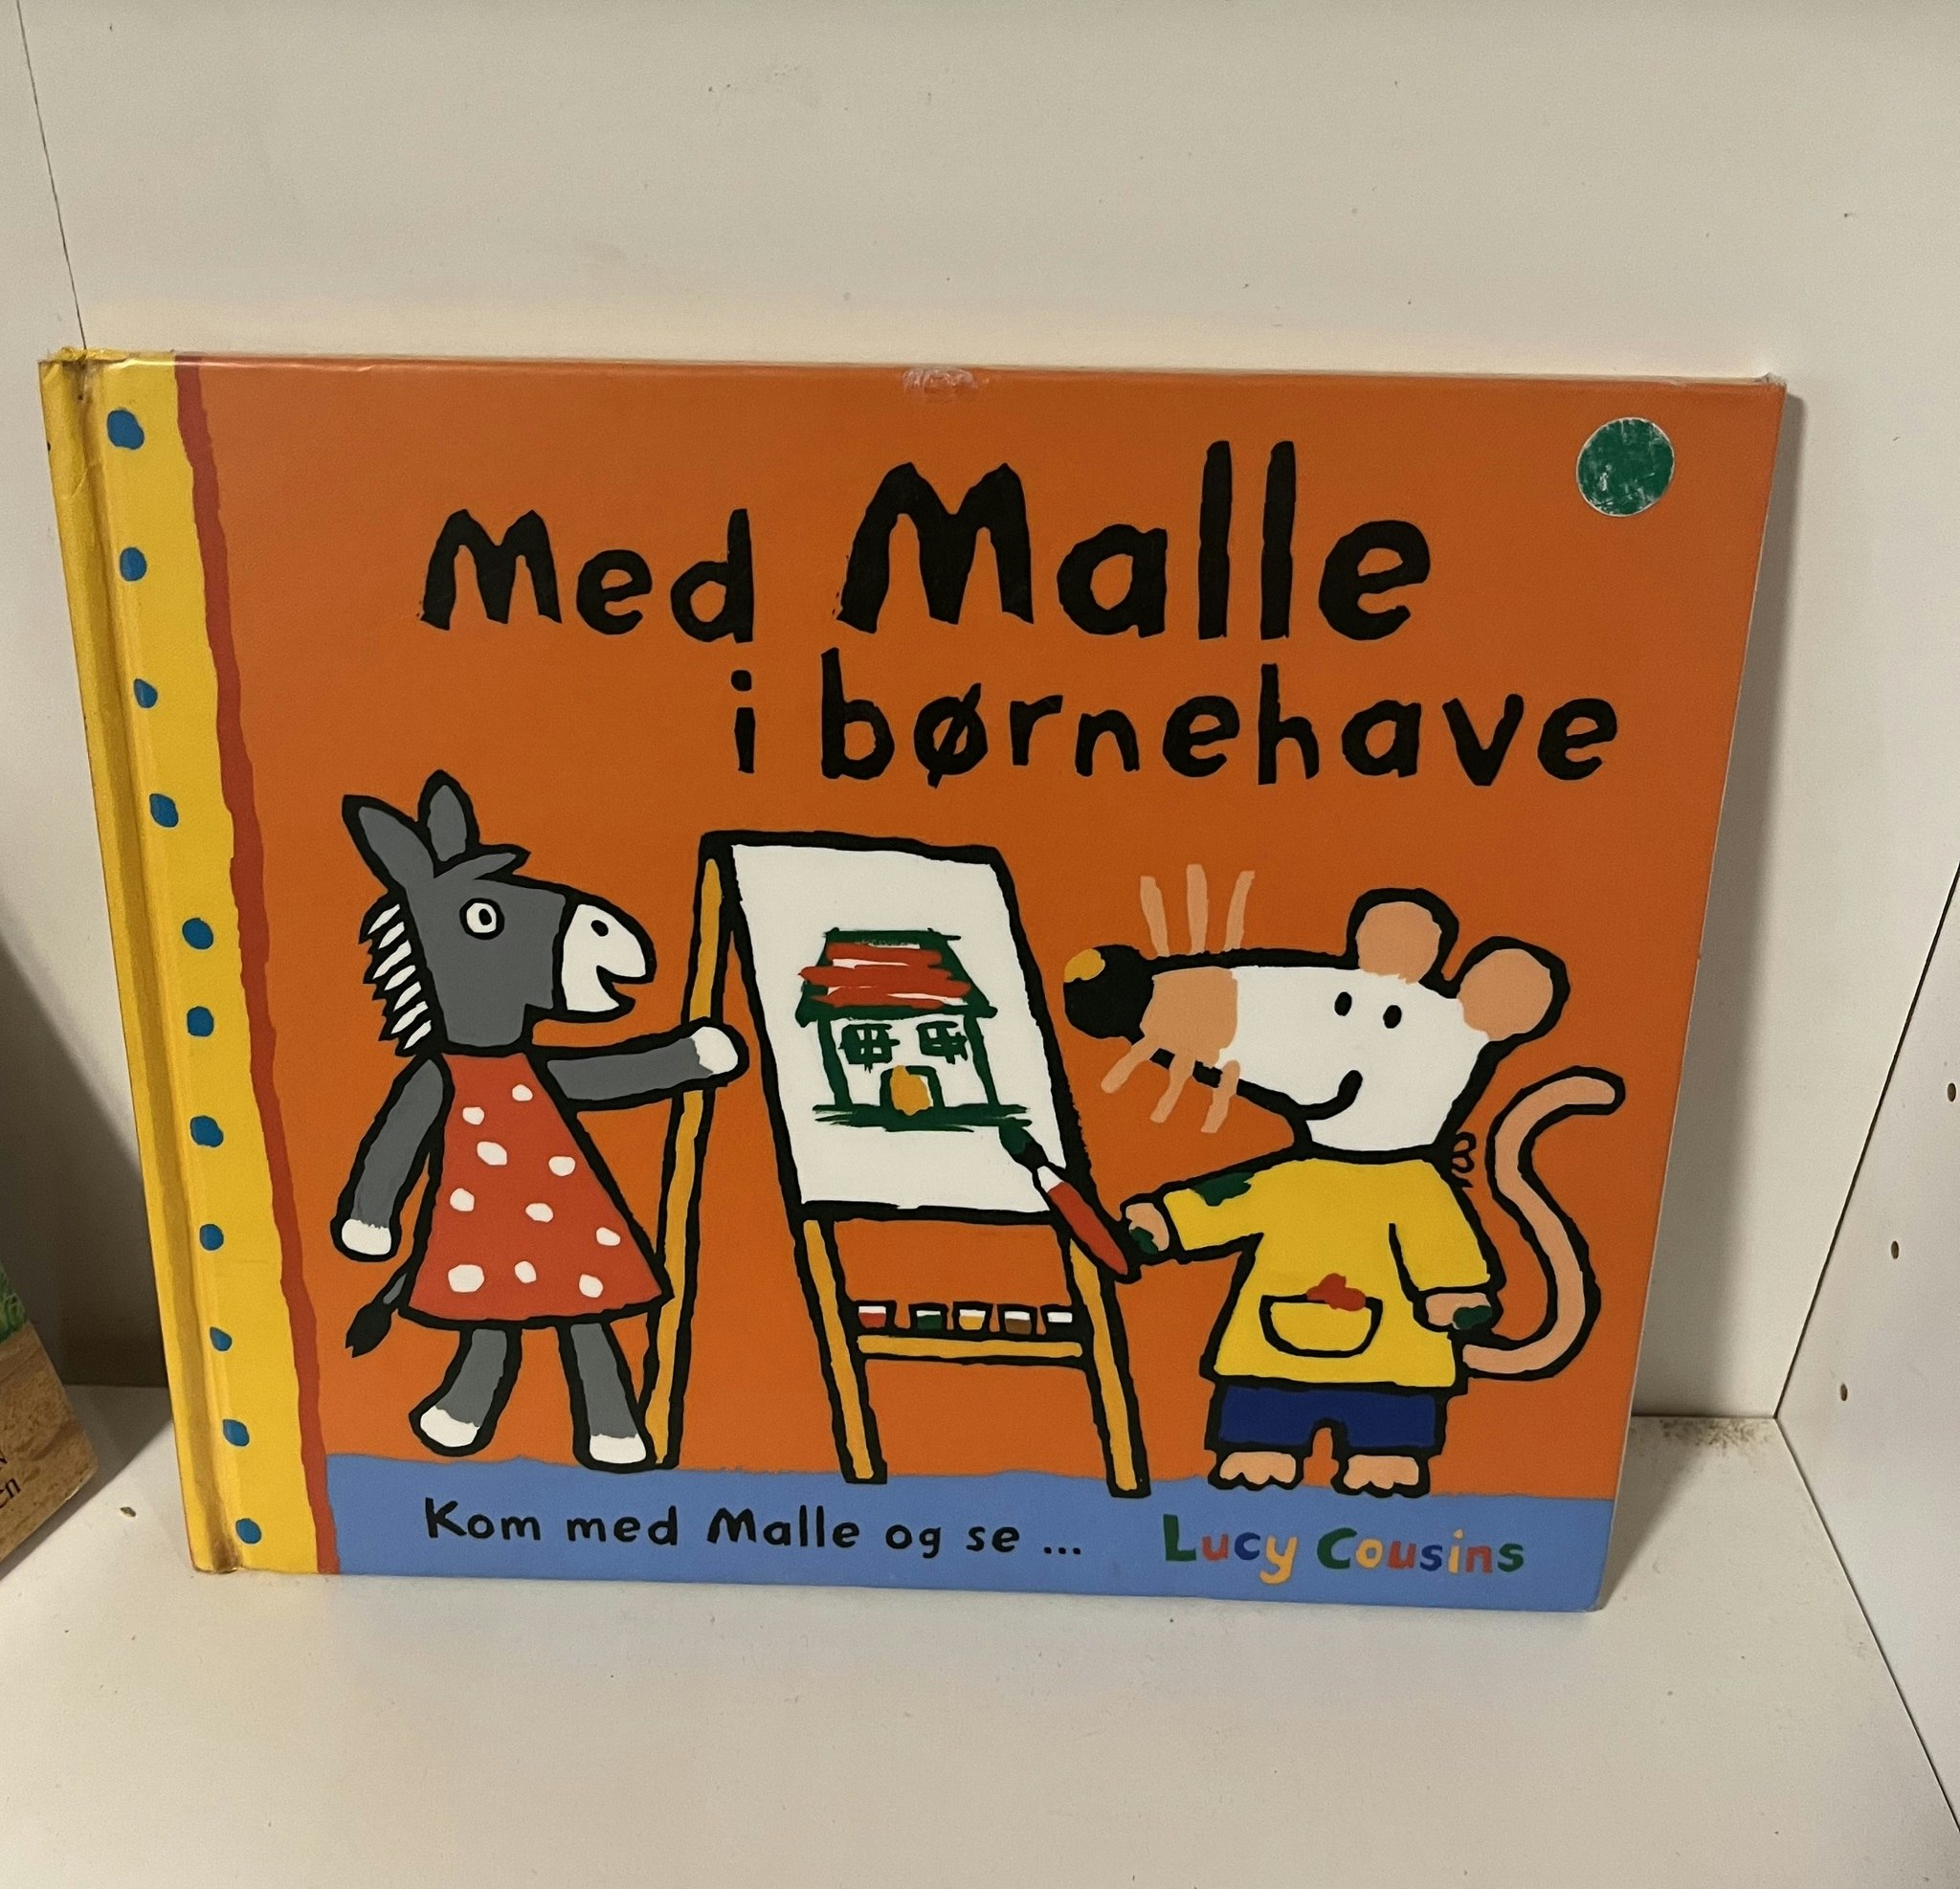 Med Malle
i børnehave
Kom med Malle og se ...
Lucy Cousins